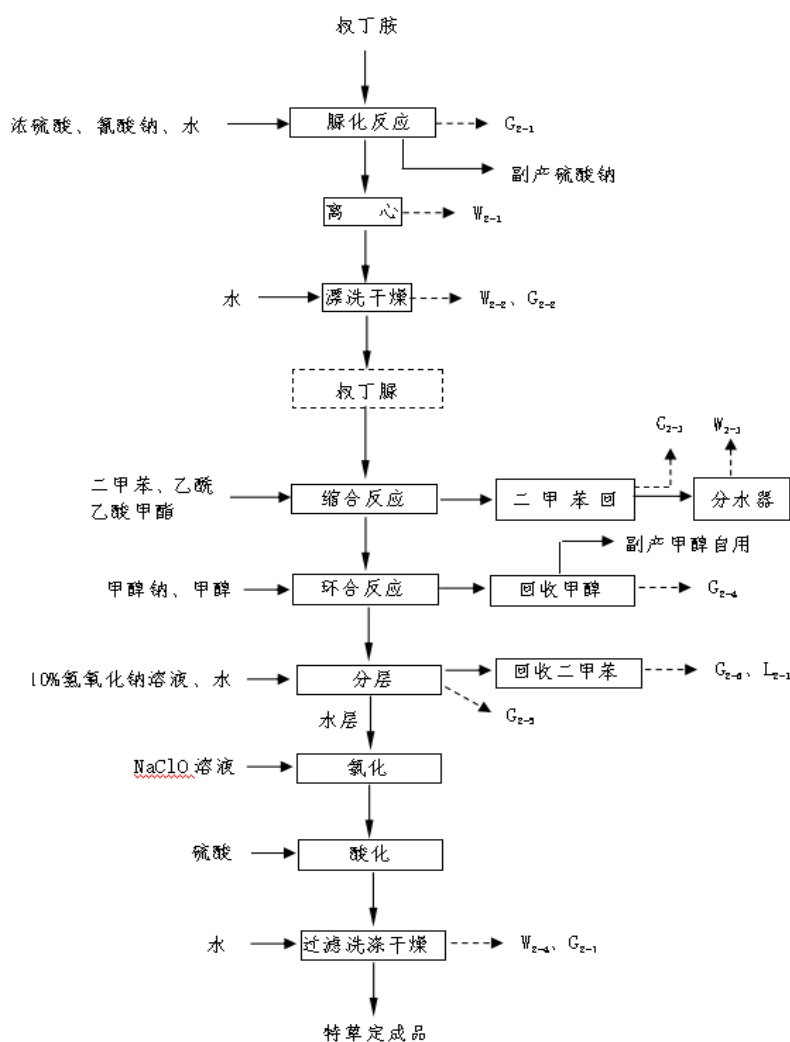 叔丁胺
浓硫酸、氰酸钠、水
脲化反应
G₂₋₁
副产硫酸钠
离 心
W₂₋₁
水
漂洗干燥
W₂₋₂、G₂₋₂
叔丁脲
G₂₋₃
W₂₋₃
二甲苯、乙酰
乙酸甲酯
缩合反应
二甲苯回
分水器
副产甲醇自用
甲醇钠、甲醇
环合反应
回收甲醇
G₂₋₄
10%氢氧化钠溶液、水
分层
回收二甲苯
G₂₋₆、L₂₋₁
G₂₋₅
水层
NaClO 溶液
氯化
硫酸
酸化
水
过滤洗涤干燥
W₂₋₄、G₂₋₇
特草定成品